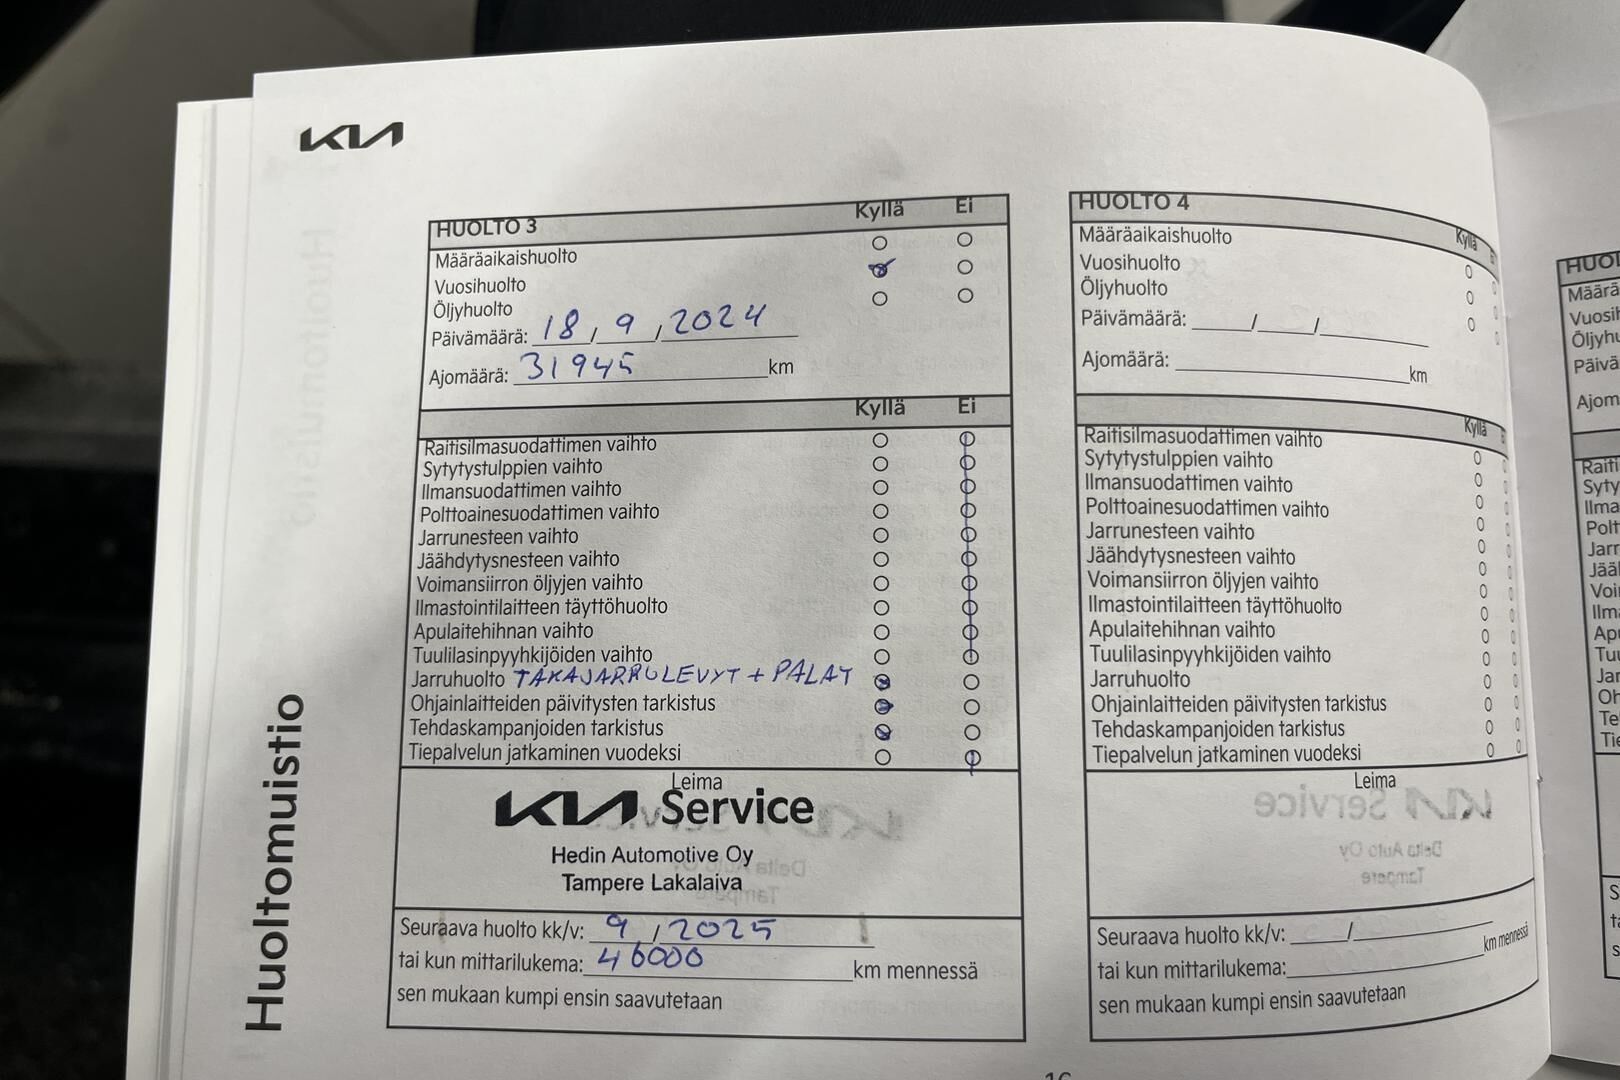 KIA
Huoltomuistio
HUOLTO 3 Kyllä Ei
Määräaikaishuolto
Vuosihuolto
Öljyhuolto
Päivämäärä: 18 / 9 / 2024
Ajomäärä: 31945 km
Kyllä Ei
Raitisilmasuodattimen vaihto
Sytytystulppien vaihto
Ilmansuodattimen vaihto
Polttoainesuodattimen vaihto
Jarrunesteen vaihto
Jäähdytysnesteen vaihto
Voimansiirron öljyjen vaihto
Ilmastointilaitteen täyttöhuolto
Apulaitehihnan vaihto
Tuulilasinpyyhkijöiden vaihto
Jarruhuolto TAKAJARRULEVYT + PALAT
Ohjainlaitteiden päivitysten tarkistus
Tehdaskampanjoiden tarkistus
Tiepalvelun jatkaminen vuodeksi
Leima
KIA Service
Hedin Automotive Oy
Tampere Lakalaiva
Seuraava huolto kk/v: 9 / 2025
tai kun mittarilukema: 46000 km mennessä
sen mukaan kumpi ensin saavutetaan
HUOLTO 4 Kyllä
Määräaikaishuolto
Vuosihuolto
Öljyhuolto
Päivämäärä: / /
Ajomäärä: km
Kyllä
Raitisilmasuodattimen vaihto
Sytytystulppien vaihto
Ilmansuodattimen vaihto
Polttoainesuodattimen vaihto
Jarrunesteen vaihto
Jäähdytysnesteen vaihto
Voimansiirron öljyjen vaihto
Ilmastointilaitteen täyttöhuolto
Apulaitehihnan vaihto
Tuulilasinpyyhkijöiden vaihto
Jarruhuolto
Ohjainlaitteiden päivitysten tarkistus
Tehdaskampanjoiden tarkistus
Tiepalvelun jatkaminen vuodeksi
Leima
Seuraava huolto kk/v: /
tai kun mittarilukema: km mennessä
sen mukaan kumpi ensin saavutetaan